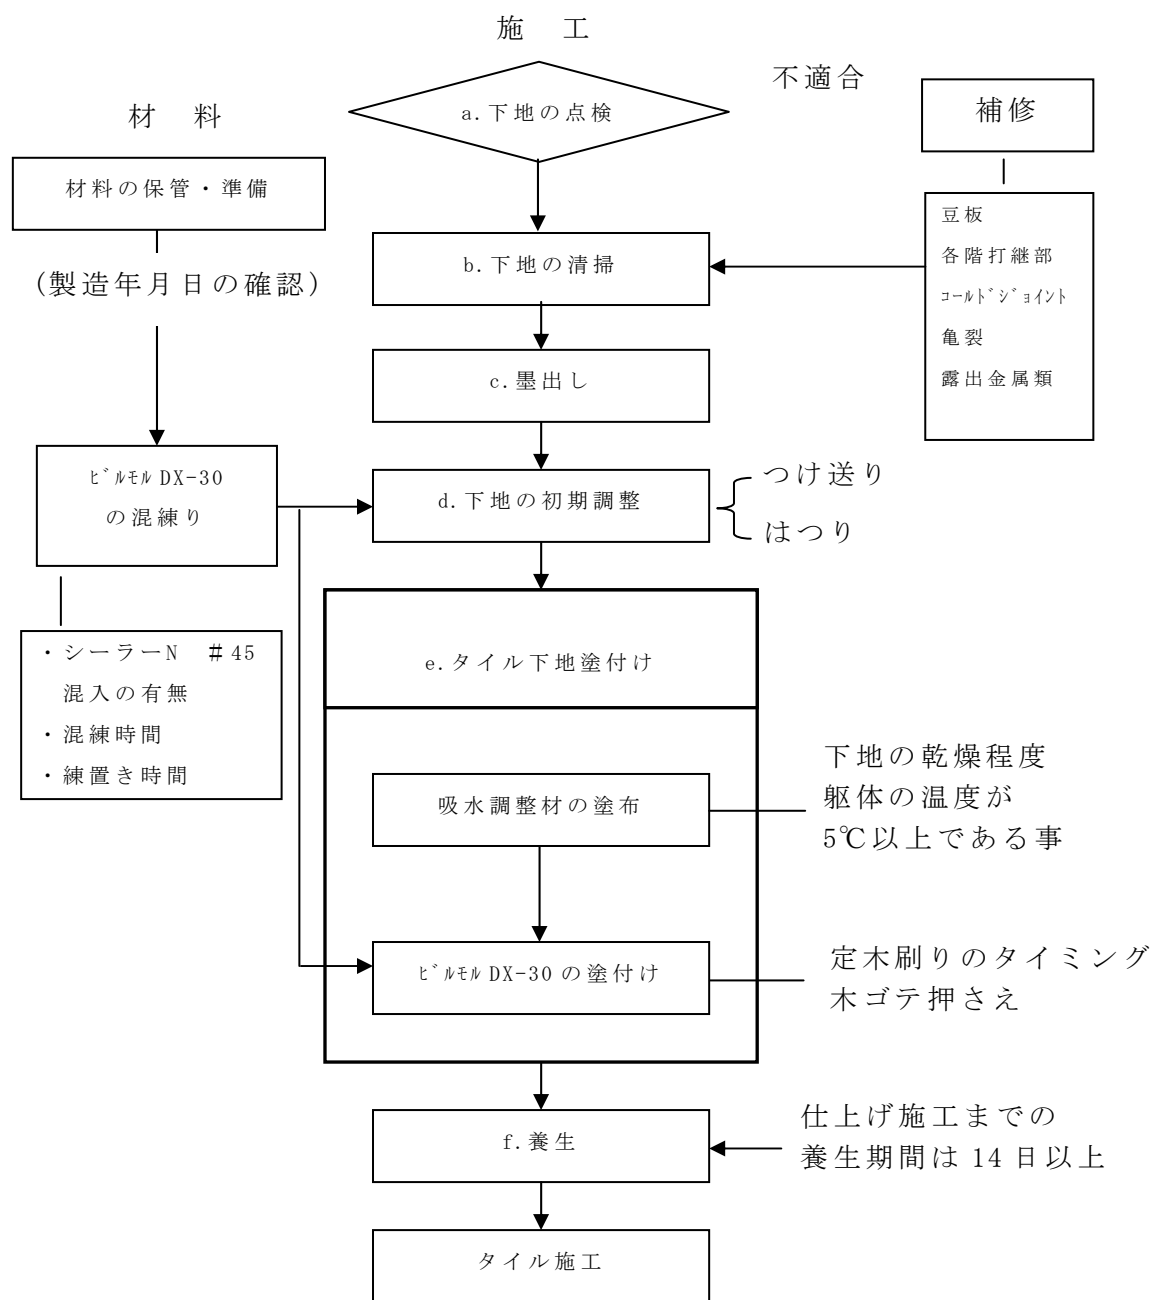 施 工
不適合
a.下地の点検
補修
材 料
材料の保管・準備
(製造年月日の確認)
b.下地の清掃
豆板
各階打継部
コールドジョイント
亀裂
露出金属類
c.墨出し
ビルモル DX-30
の混練り
d.下地の初期調整
つけ送り
はつり
・シーラーN #45
混入の有無
・混練時間
・練置き時間
e.タイル下地塗付け
吸水調整材の塗布
下地の乾燥程度
躯体の温度が
5℃以上である事
ビルモル DX-30 の塗付け
定木刷りのタイミング
木ゴテ押さえ
f.養生
仕上げ施工までの
養生期間は 14 日以上
タイル施工